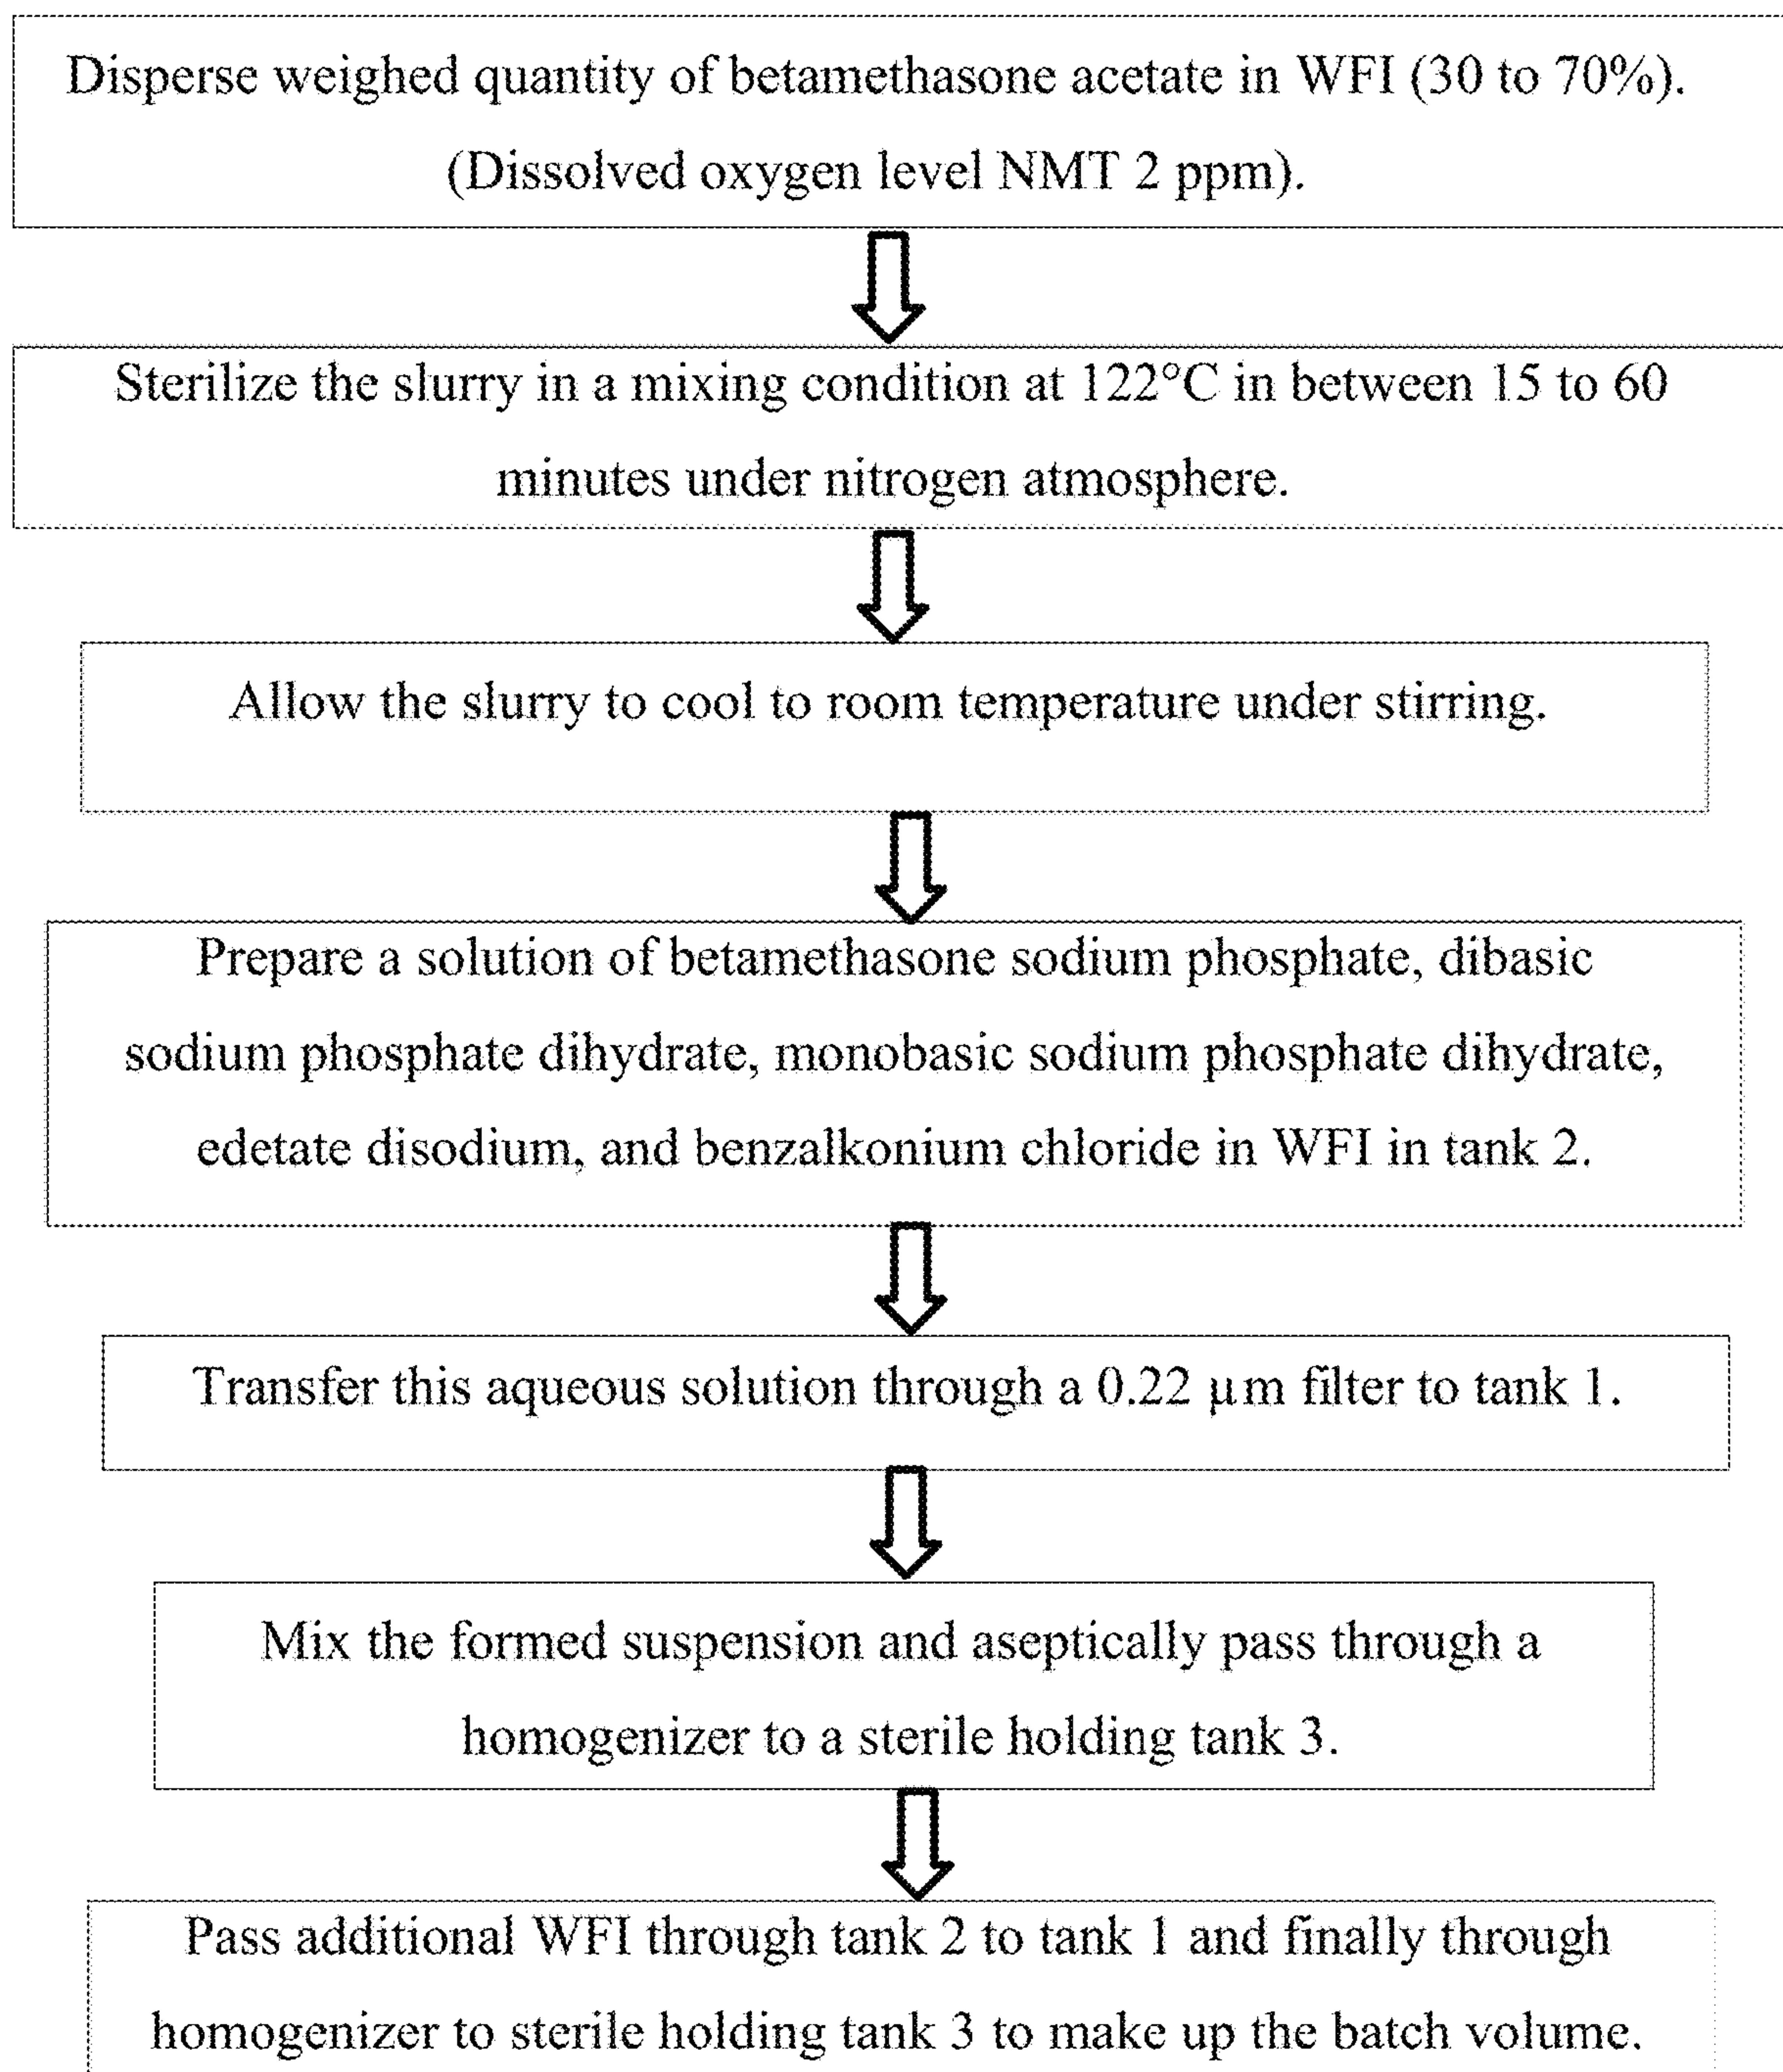 Disperse weighed quantity of betamethasone acetate in WFI (30 to 70%).
(Dissolved oxygen level NMT 2 ppm).
Sterilize the slurry in a mixing condition at 122°C in between 15 to 60
minutes under nitrogen atmosphere.
Allow the slurry to cool to room temperature under stirring.
Prepare a solution of betamethasone sodium phosphate, dibasic
sodium phosphate dihydrate, monobasic sodium phosphate dihydrate,
edetate disodium, and benzalkonium chloride in WFI in tank 2.
Transfer this aqueous solution through a 0.22 µm filter to tank 1.
Mix the formed suspension and aseptically pass through a
homogenizer to a sterile holding tank 3.
Pass additional WFI through tank 2 to tank 1 and finally through
homogenizer to sterile holding tank 3 to make up the batch volume.